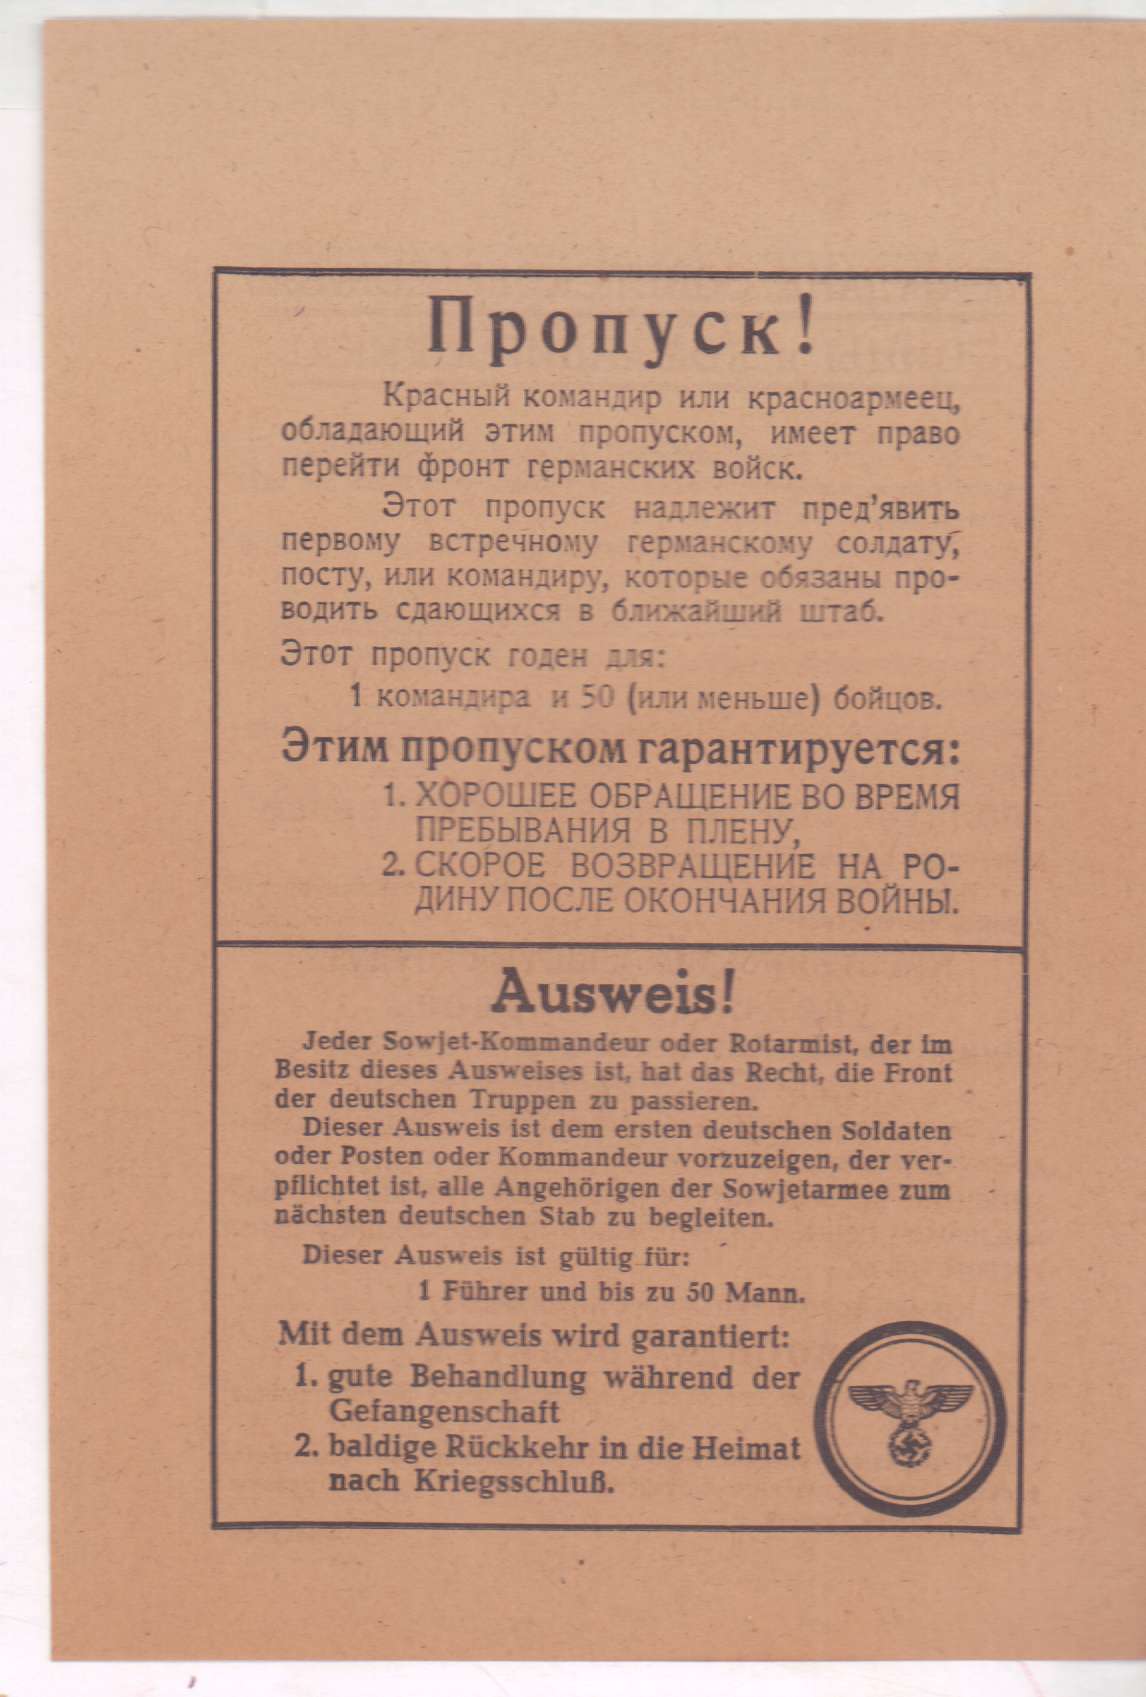 Пропуск!
Красный командир или красноармеец,
обладающий этим пропуском, имеет право
перейти фронт германских войск.
Этот пропуск надлежит пред'явить
первому встречному германскому солдату,
посту, или командиру, которые обязаны про-
водить сдающихся в ближайший штаб.
Этот пропуск годен для:
1 командира и 50 (или меньше) бойцов.
Этим пропуском гарантируется:
1. ХОРОШЕЕ ОБРАЩЕНИЕ ВО ВРЕМЯ
ПРЕБЫВАНИЯ В ПЛЕНУ,
2. СКОРОЕ ВОЗВРАЩЕНИЕ НА РО-
ДИНУ ПОСЛЕ ОКОНЧАНИЯ ВОЙНЫ.
Ausweis!
Jeder Sowjet-Kommandeur oder Rotarmist, der im
Besitz dieses Ausweises ist, hat das Recht, die Front
der deutschen Truppen zu passieren.
Dieser Ausweis ist dem ersten deutschen Soldaten
oder Posten oder Kommandeur vorzuzeigen, der ver-
pflichtet ist, alle Angehörigen der Sowjetarmee zum
nächsten deutschen Stab zu begleiten.
Dieser Ausweis ist gültig für:
1 Führer und bis zu 50 Mann.
Mit dem Ausweis wird garantiert:
1. gute Behandlung während der
Gefangenschaft
2. baldige Rückkehr in die Heimat
nach Kriegsschluß.